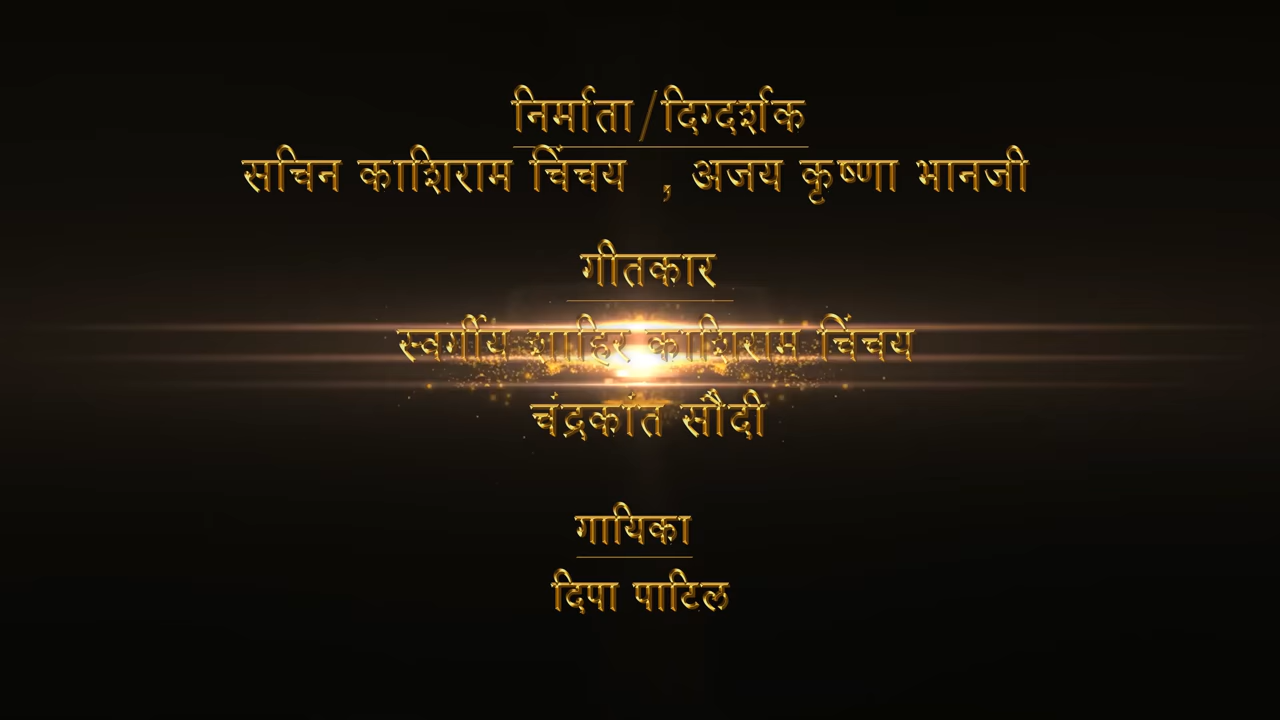 निर्माता/दिग्दर्शक
सचिन काशिराम चिंचय , अजय कृष्णा भानजी
गीतकार
स्वर्गीय शाहिर काशिराम चिंचय
चंद्रकांत सौदी
गायिका
दिपा पाटिल